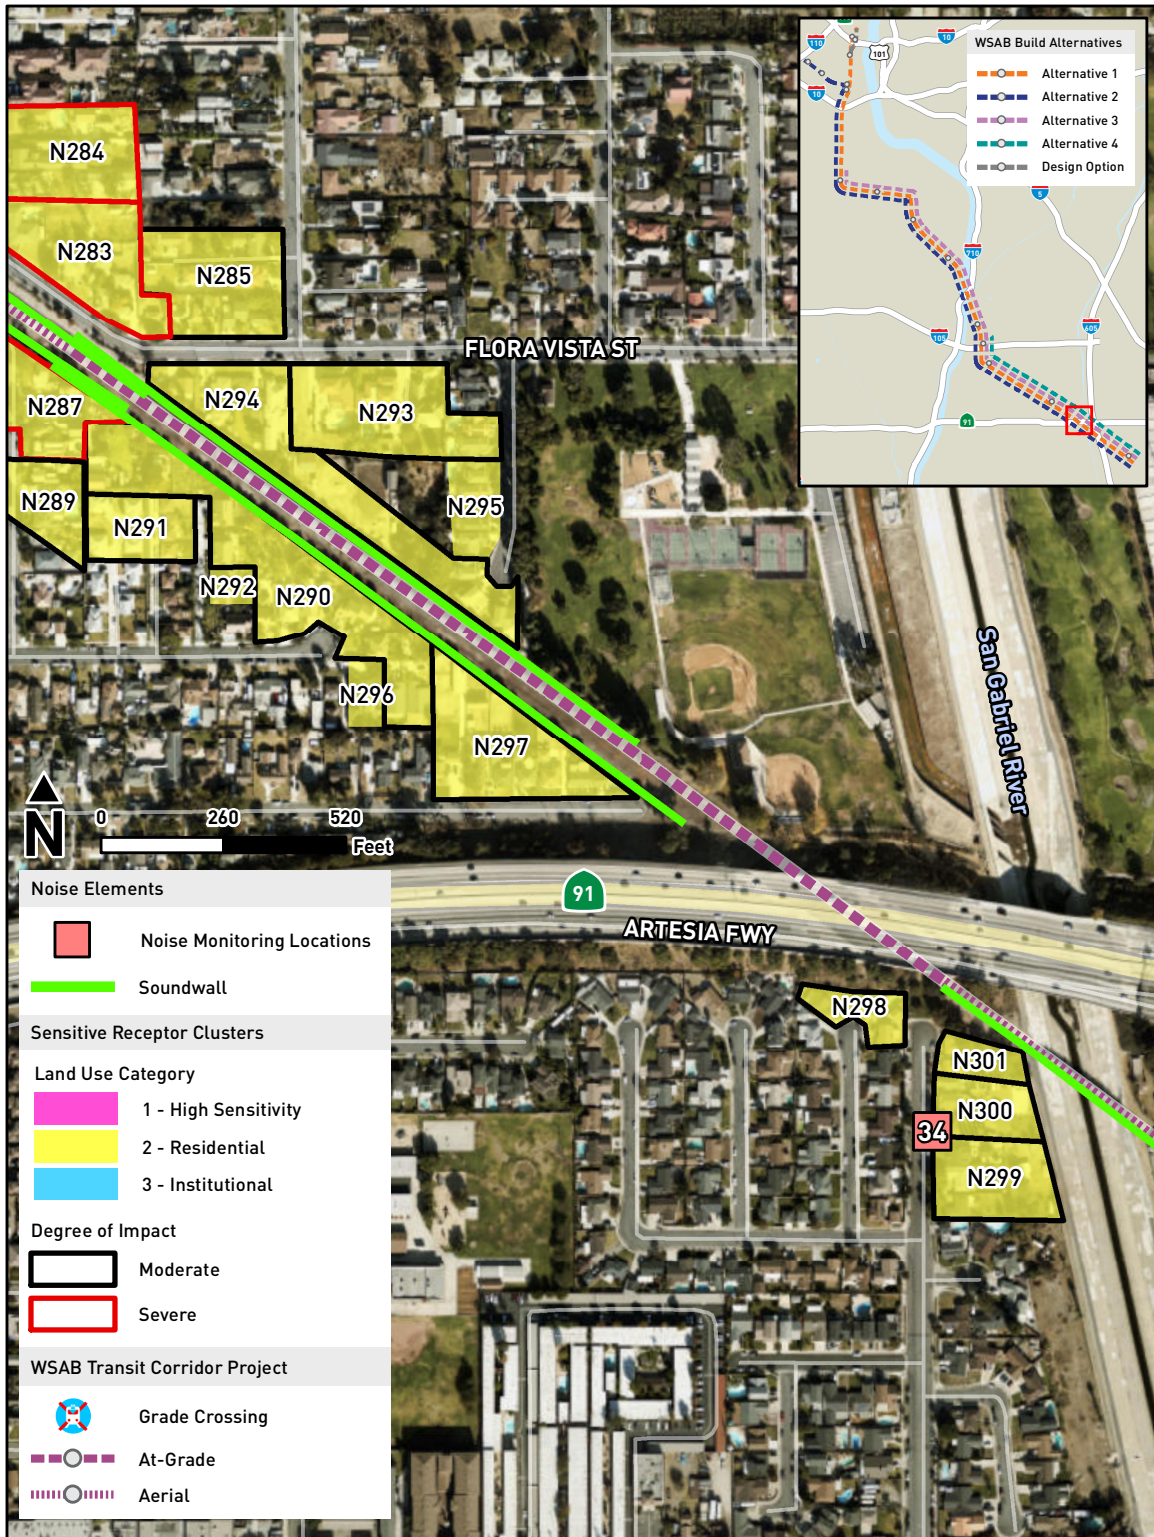 WSAB Build Alternatives
Alternative 1
Alternative 2
Alternative 3
Alternative 4
Design Option
110
101
10
10
5
710
105
605
91
N284
N283
N285
FLORA VISTA ST
N287
N294
N293
N289
N291
N295
N292
N290
N296
N297
San Gabriel River
N
0 260 520
Feet
91
ARTESIA FWY
N298
N301
N300
34
N299
Noise Elements
Noise Monitoring Locations
Soundwall
Sensitive Receptor Clusters
Land Use Category
1 - High Sensitivity
2 - Residential
3 - Institutional
Degree of Impact
Moderate
Severe
WSAB Transit Corridor Project
Grade Crossing
At-Grade
Aerial